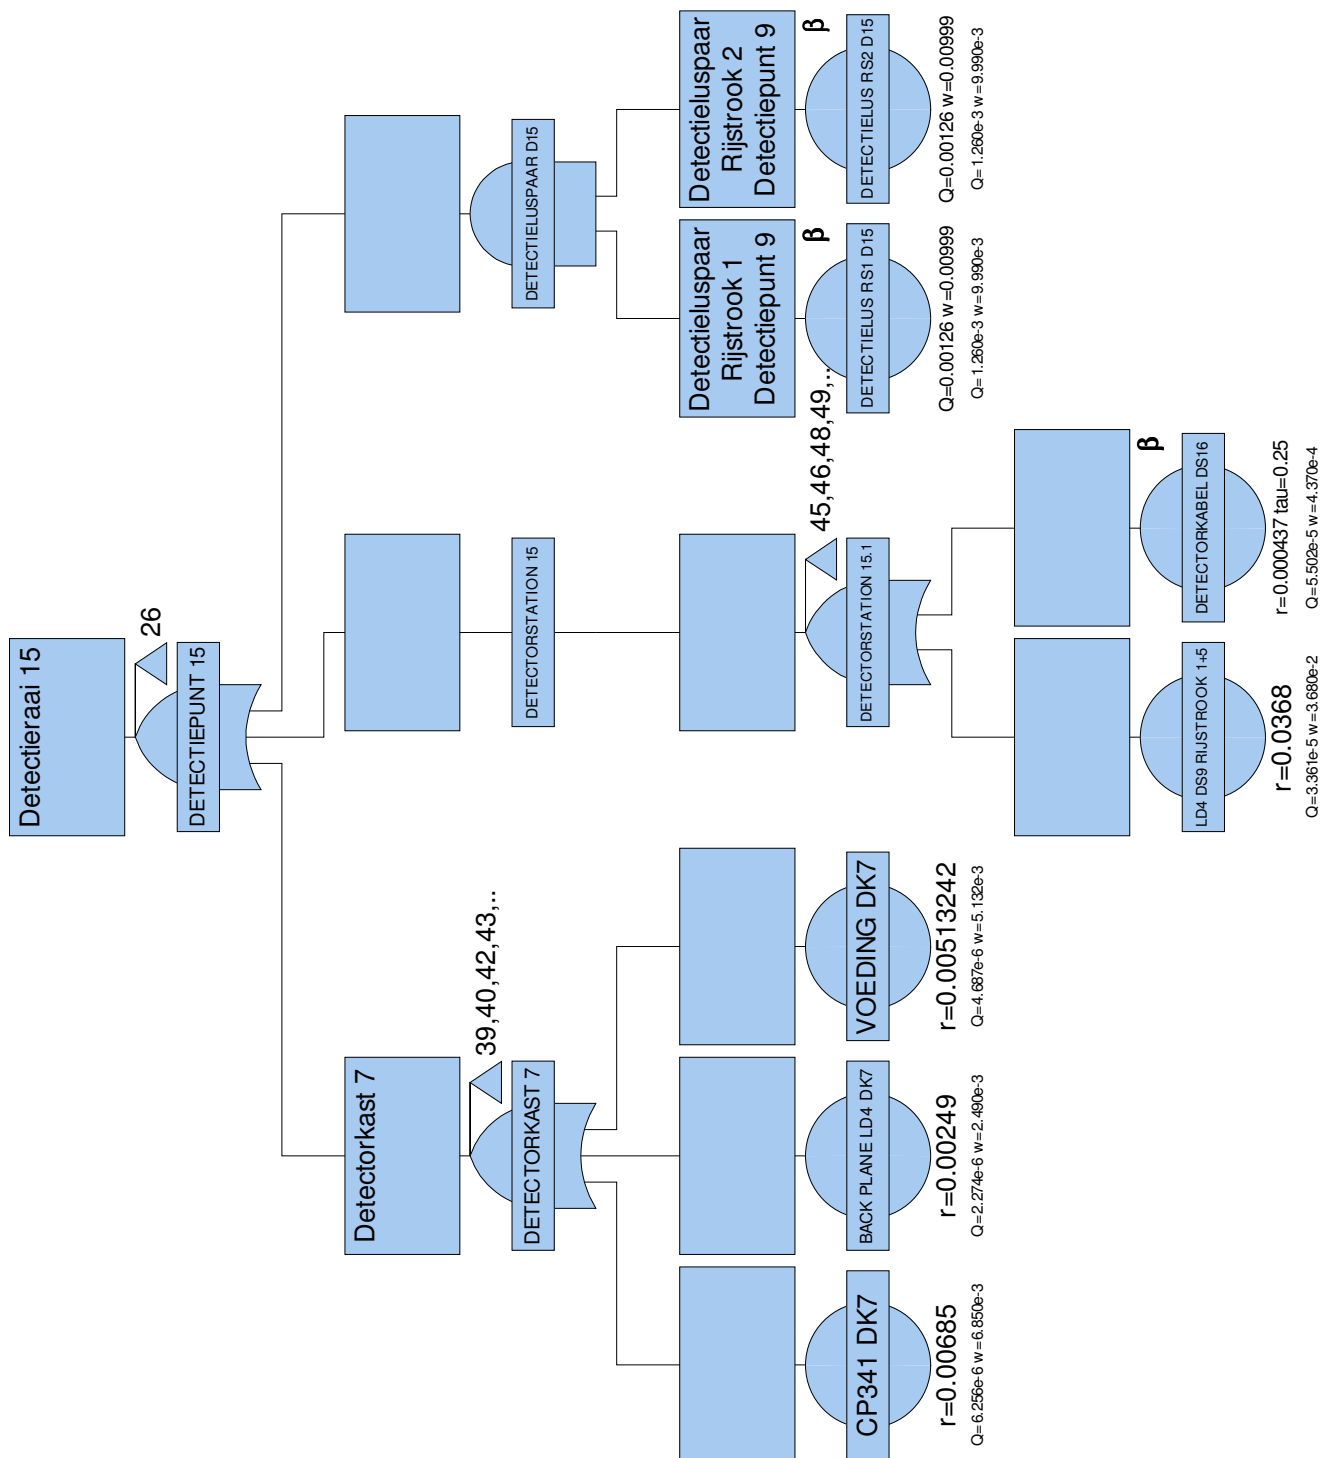 Detectieraai 15
26
DETECTIEPUNT 15
Detectorkast 7
39,40,42,43,..
DETECTORKAST 7
DETECTORSTATION 15
DETECTIELUSPAAR D15
CP341 DK7
r=0.00685
Q=6.256e-6 w=6.850e-3
BACK PLANE LD4 DK7
r=0.00249
Q=2.274e-6 w=2.490e-3
VOEDING DK7
r=0.00513242
Q=4.687e-6 w=5.132e-3
45,46,48,49,..
DETECTORSTATION 15.1
Detectieluspaar
Rijstrook 1
Detectiepunt 9
β
DETECTIELUS RS1 D15
Q=0.00126 w=0.00999
Q=1.260e-3 w=9.990e-3
Detectieluspaar
Rijstrook 2
Detectiepunt 9
β
DETECTIELUS RS2 D15
Q=0.00126 w=0.00999
Q=1.260e-3 w=9.990e-3
LD4 DS9 RIJSTROOK 1+5
r=0.0368
Q=3.361e-5 w=3.680e-2
β
DETECTORKABEL DS16
r=0.000437 tau=0.25
Q=5.502e-5 w=4.370e-4